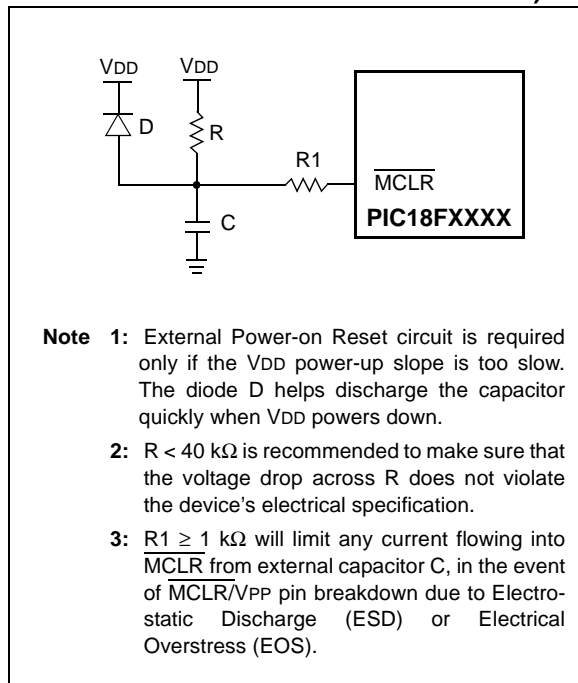 VDD VDD
D
R
R1
C
MCLR
PIC18FXXXX
Note 1: External Power-on Reset circuit is required
only if the VDD power-up slope is too slow.
The diode D helps discharge the capacitor
quickly when VDD powers down.
2: R < 40 kΩ is recommended to make sure that
the voltage drop across R does not violate
the device's electrical specification.
3: R1 ≥ 1 kΩ will limit any current flowing into
MCLR from external capacitor C, in the event
of MCLR/VPP pin breakdown due to Electro-
static Discharge (ESD) or Electrical
Overstress (EOS).